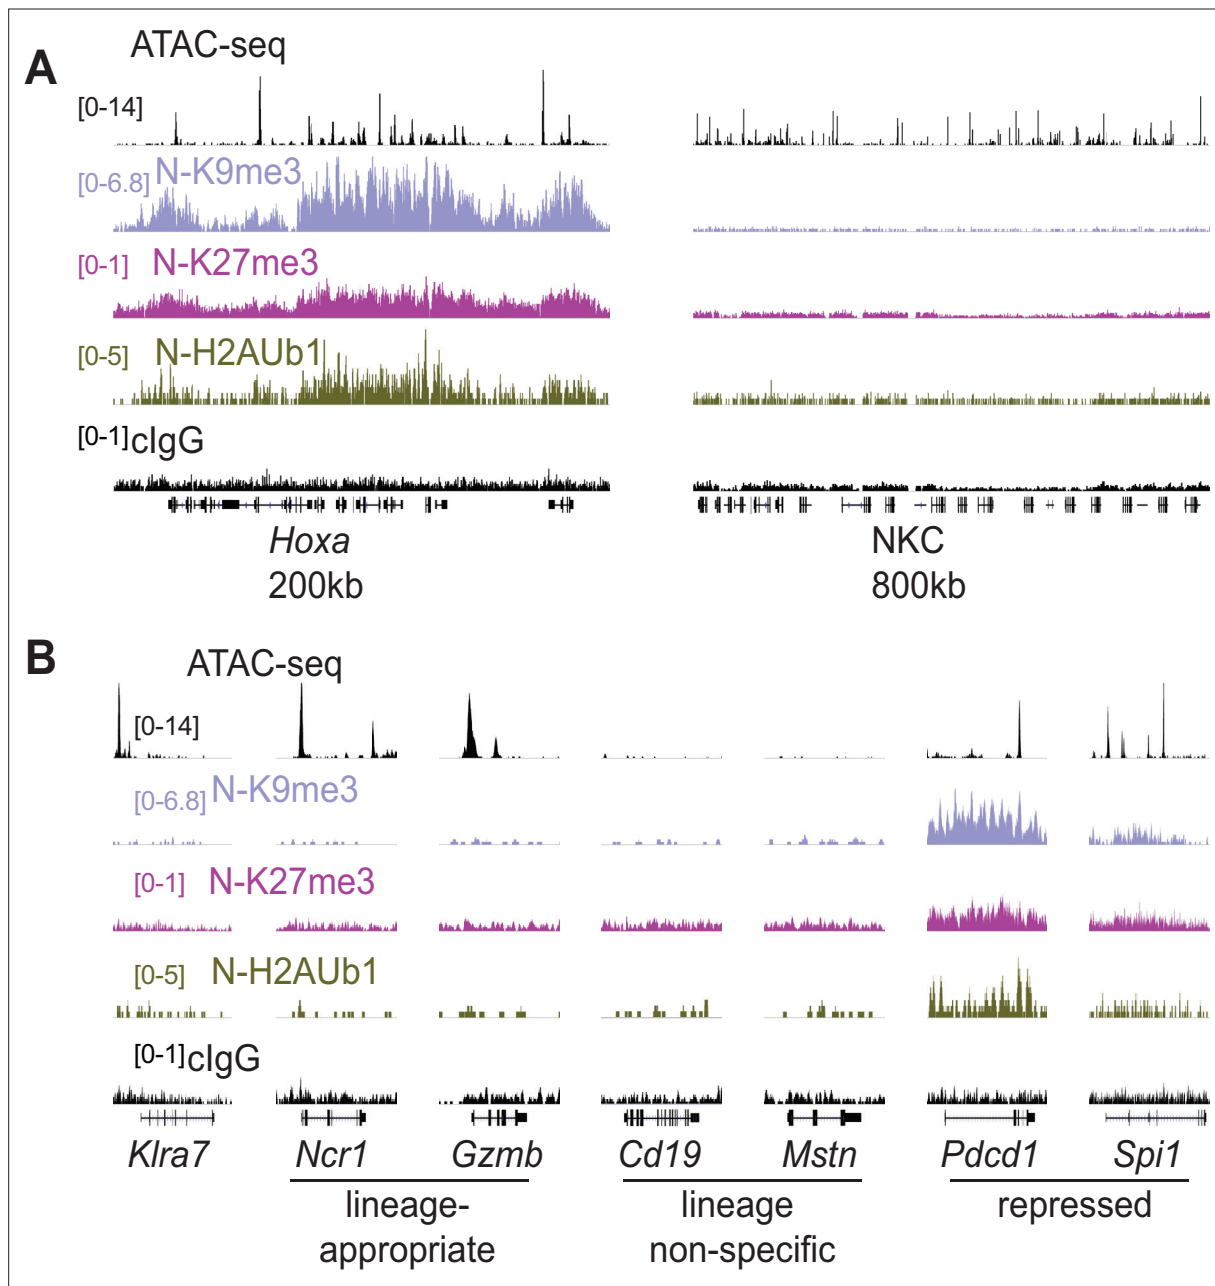 A
ATAC-seq
[0-14]
[0-6.8] N-K9me3
[0-1] N-K27me3
[0-5] N-H2AUb1
[0-1] cIgG
Hoxa
200kb
NKC
800kb
B
ATAC-seq
[0-14]
[0-6.8] N-K9me3
[0-1] N-K27me3
[0-5] N-H2AUb1
[0-1] cIgG
Klra7 Ncr1 Gzmb Cd19 Mstn Pdcd1 Spi1
lineage-
appropriate
lineage
non-specific
repressed